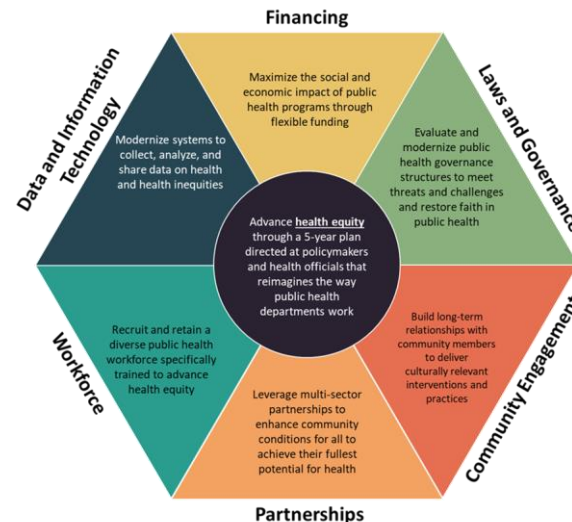 Financing
Maximize the social and
economic impact of public
health programs through
flexible funding
Laws and Governance
Evaluate and
modernize public
health governance
structures to meet
threats and challenges
and restore faith in
public health
Data and Information
Technology
Modernize systems to
collect, analyze, and
share data on health
and health inequities
Advance health equity
through a 5-year plan
directed at policymakers
and health officials that
reimagines the way
public health
departments work
Workforce
Recruit and retain a
diverse public health
workforce specifically
trained to advance
health equity
Community Engagement
Build long-term
relationships with
community members
to deliver
culturally relevant
interventions and
practices
Leverage multi-sector
partnerships to
enhance community
conditions for all to
achieve their fullest
potential for health
Partnerships